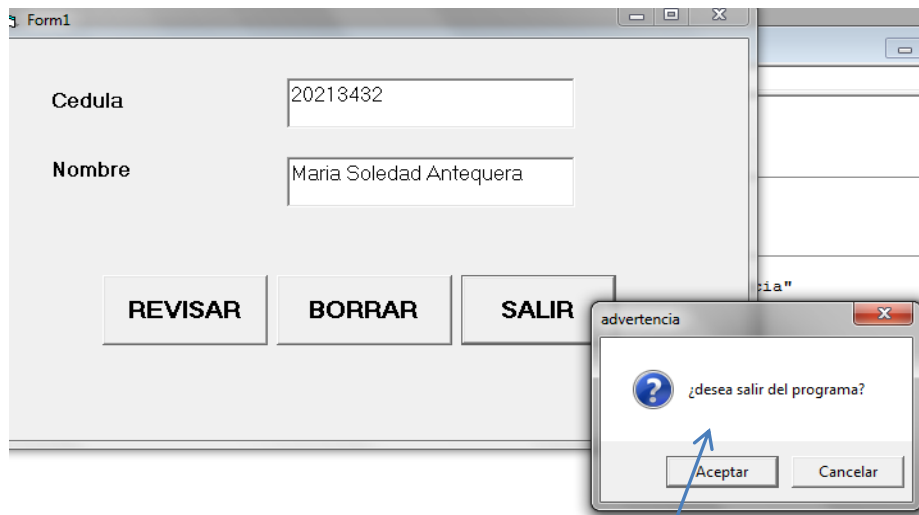 Form1
Cedula
20213432
Nombre
Maria Soledad Antequera
REVISAR
BORRAR
SALIR
cia"
advertencia
¿desea salir del programa?
Aceptar
Cancelar